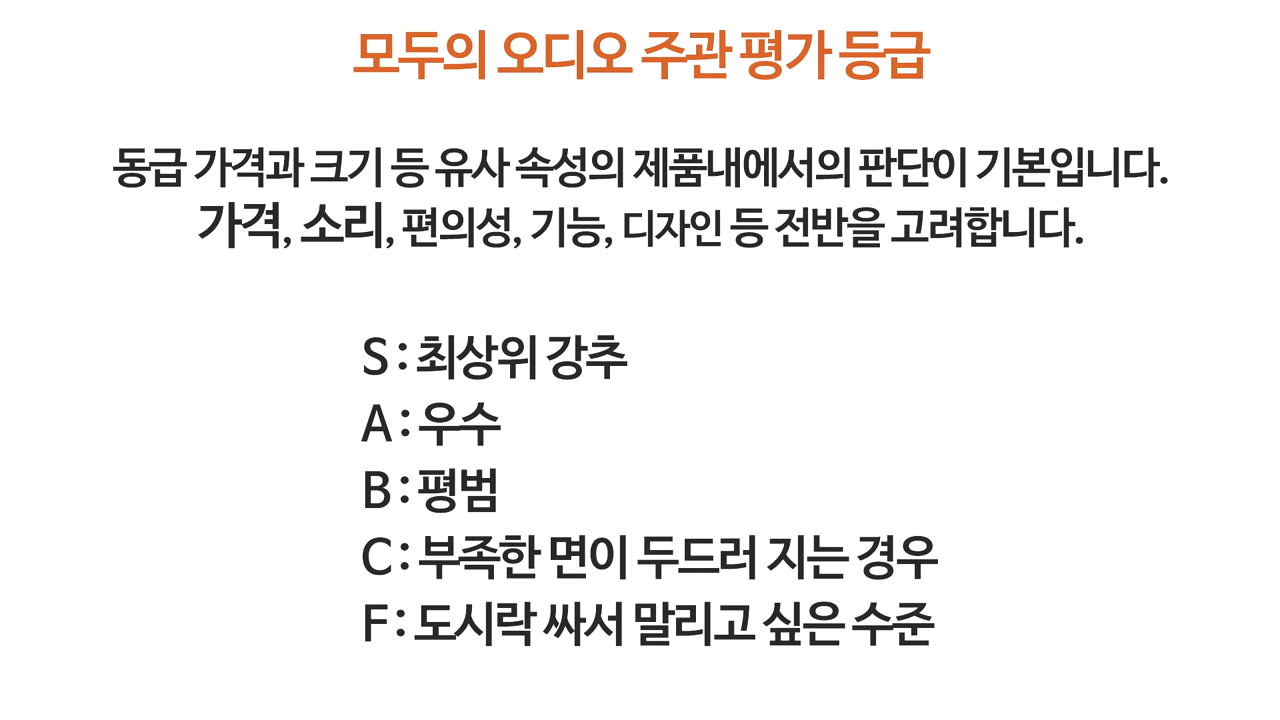 모두의 오디오 주관 평가 등급
동급 가격과 크기 등 유사 속성의 제품내에서의 판단이 기본입니다.
가격, 소리, 편의성, 기능, 디자인 등 전반을 고려합니다.
S : 최상위 강추
A : 우수
B : 평범
C : 부족한 면이 두드러 지는 경우
F : 도시락 싸서 말리고 싶은 수준